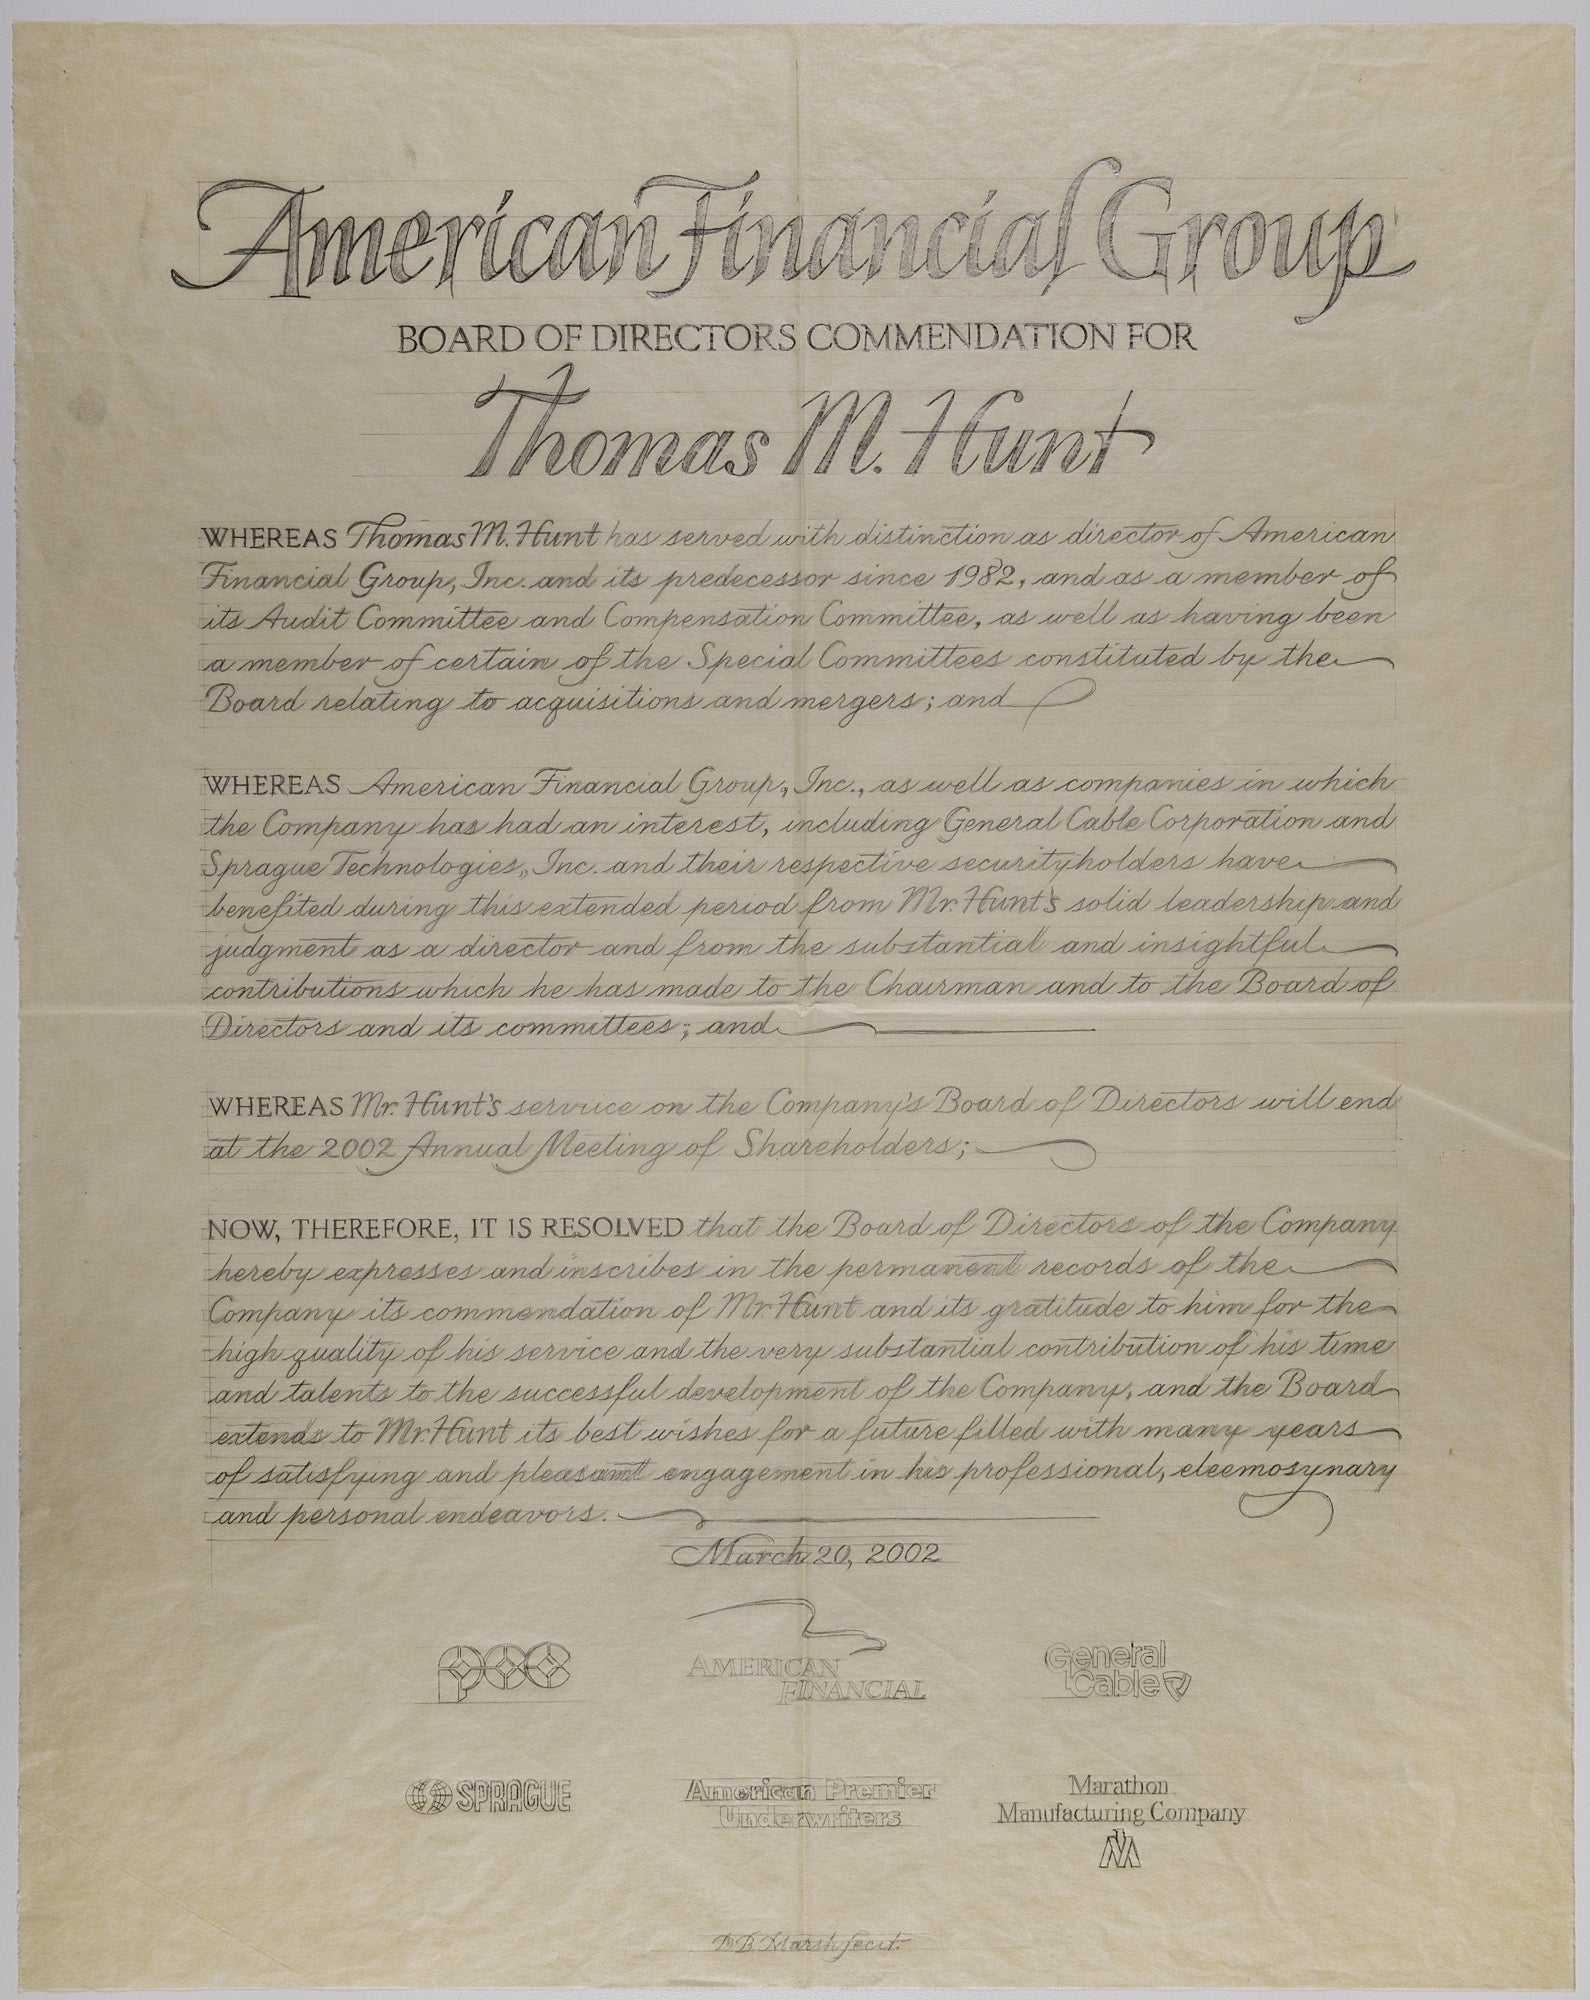 American Financial Group
BOARD OF DIRECTORS COMMENDATION FOR
Thomas M. Hunt
WHEREAS Thomas M. Hunt has served with distinction as director of American
Financial Group, Inc. and its predecessor since 1982, and as a member of
its Audit Committee and Compensation Committee, as well as having been
a member of certain of the Special Committees constituted by the
Board relating to acquisitions and mergers; and
WHEREAS American Financial Group, Inc., as well as companies in which
the Company has had an interest, including General Cable Corporation and
Sprague Technologies, Inc. and their respective securityholders have
benefited during this extended period from Mr. Hunt's solid leadership and
judgment as a director and from the substantial and insightful
contributions which he has made to the Chairman and to the Board of
Directors and its committees; and
WHEREAS Mr. Hunt's service on the Company's Board of Directors will end
at the 2002 Annual Meeting of Shareholders;
NOW, THEREFORE, IT IS RESOLVED that the Board of Directors of the Company
hereby expresses and inscribes in the permanent records of the
Company its commendation of Mr. Hunt and its gratitude to him for the
high quality of his service and the very substantial contribution of his time
and talents to the successful development of the Company, and the Board
extends to Mr. Hunt its best wishes for a future filled with many years
of satisfying and pleasant engagement in his professional, eleemosynary
and personal endeavors.
March 20, 2002
pcc
AMERICAN
FINANCIAL
General
Cable
SPRAGUE
American Premier
Underwriters
Marathon
Manufacturing Company
M
D.B. Marsh fecit.